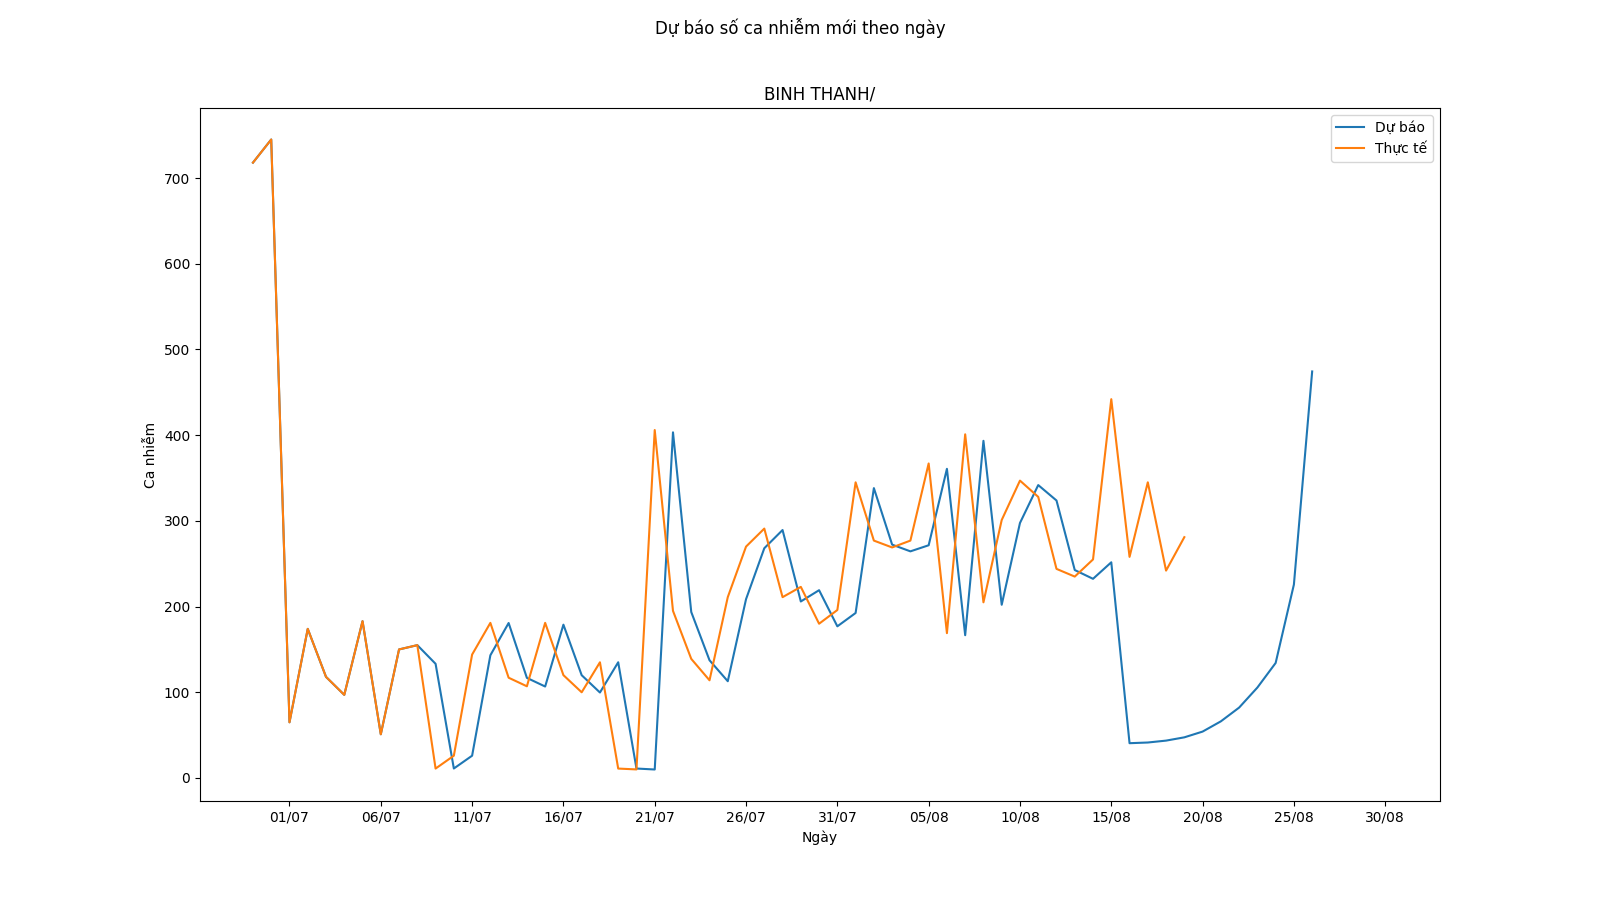 Dự báo số ca nhiễm mới theo ngày
BINH THANH/
Dự báo
Thực tế
700
600
500
400
300
200
100
0
Ca nhiễm
01/07 06/07 11/07 16/07 21/07 26/07 31/07 05/08 10/08 15/08 20/08 25/08 30/08
Ngày